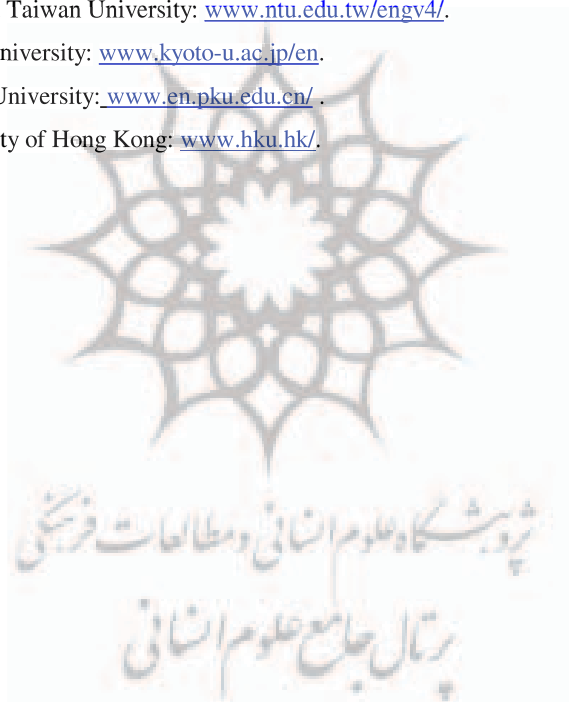 Taiwan University: www.ntu.edu.tw/engv4/.
niversity: www.kyoto-u.ac.jp/en.
University: www.en.pku.edu.cn/ .
ty of Hong Kong: www.hku.hk/.
پژوهشگاه علوم انسانی و مطالعات فرهنگی
پرتال جامع علوم انسانی